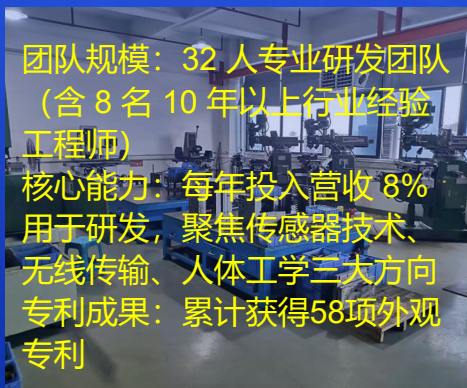 团队规模：32 人专业研发团队
（含 8 名 10 年以上行业经验
工程师）
核心能力：每年投入营收 8%
用于研发，聚焦传感器技术、
无线传输、人体工学三大方向
专利成果：累计获得58项外观
专利